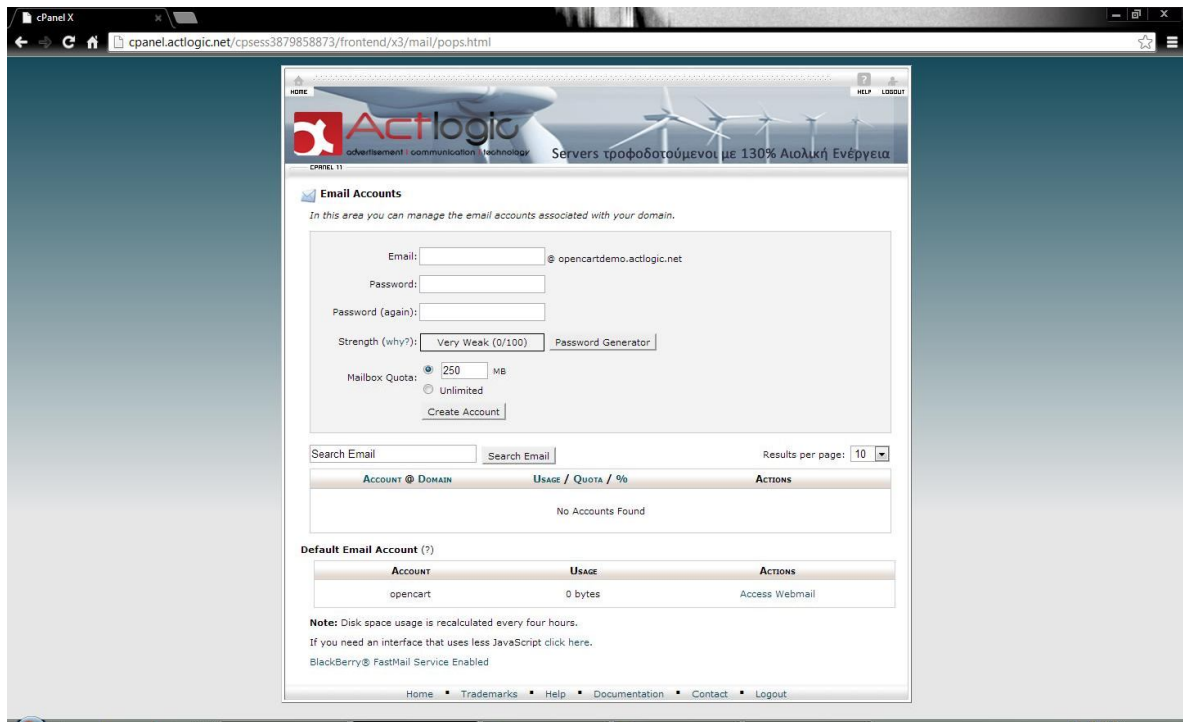 cPanel X
cpanel.actlogic.net/cpsess3879858873/frontend/x3/mail/pops.html
HOME
HELP LOGOUT
Actlogic
advertisement | communication | technology
Servers τροφοδοτούμενοι με 130% Αιολική Ενέργεια
CPANEL 11
Email Accounts
In this area you can manage the email accounts associated with your domain.
Email: @ opencartdemo.actlogic.net
Password:
Password (again):
Strength (why?): Very Weak (0/100) Password Generator
Mailbox Quota: 250 MB
Unlimited
Create Account
Search Email Search Email Results per page: 10
Account @ Domain Usage / Quota / % Actions
No Accounts Found
Default Email Account (?)
Account Usage Actions
opencart 0 bytes Access Webmail
Note: Disk space usage is recalculated every four hours.
If you need an interface that uses less JavaScript click here.
BlackBerry® FastMail Service Enabled
Home ▪ Trademarks ▪ Help ▪ Documentation ▪ Contact ▪ Logout